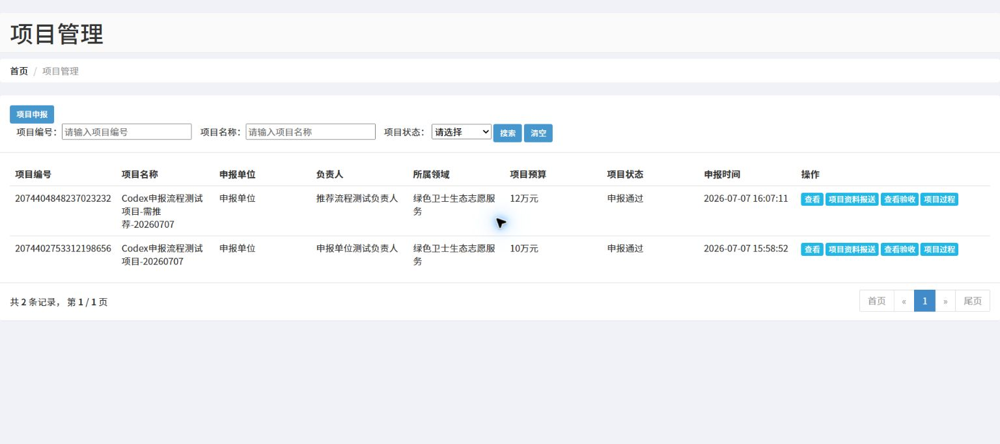 项目管理
首页 / 项目管理
项目申报
项目编号： 请输入项目编号 项目名称： 请输入项目名称 项目状态： 请选择 搜索 清空
项目编号 项目名称 申报单位 负责人 所属领域 项目预算 项目状态 申报时间 操作
2074404848237023232 Codex申报流程测试 申报单位 推荐流程测试负责人 绿色卫士生态志愿服 12万元 申报通过 2026-07-07 16:07:11 查看 项目资料报送 查看验收 项目过程
项目-需推 务
荐-20260707
2074402753312198656 Codex申报流程测试 申报单位 申报单位测试负责人 绿色卫士生态志愿服 10万元 申报通过 2026-07-07 15:58:52 查看 项目资料报送 查看验收 项目过程
项目-20260707 务
共 2 条记录， 第 1 / 1 页 首页 « 1 » 尾页